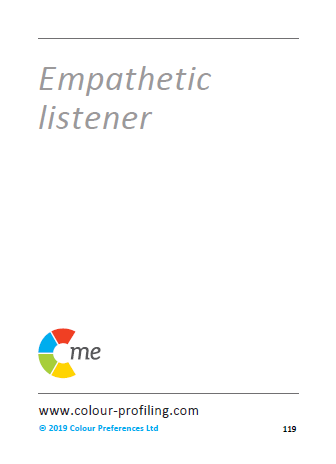 Empathetic
listener
me
www.colour-profiling.com
© 2019 Colour Preferences Ltd
119